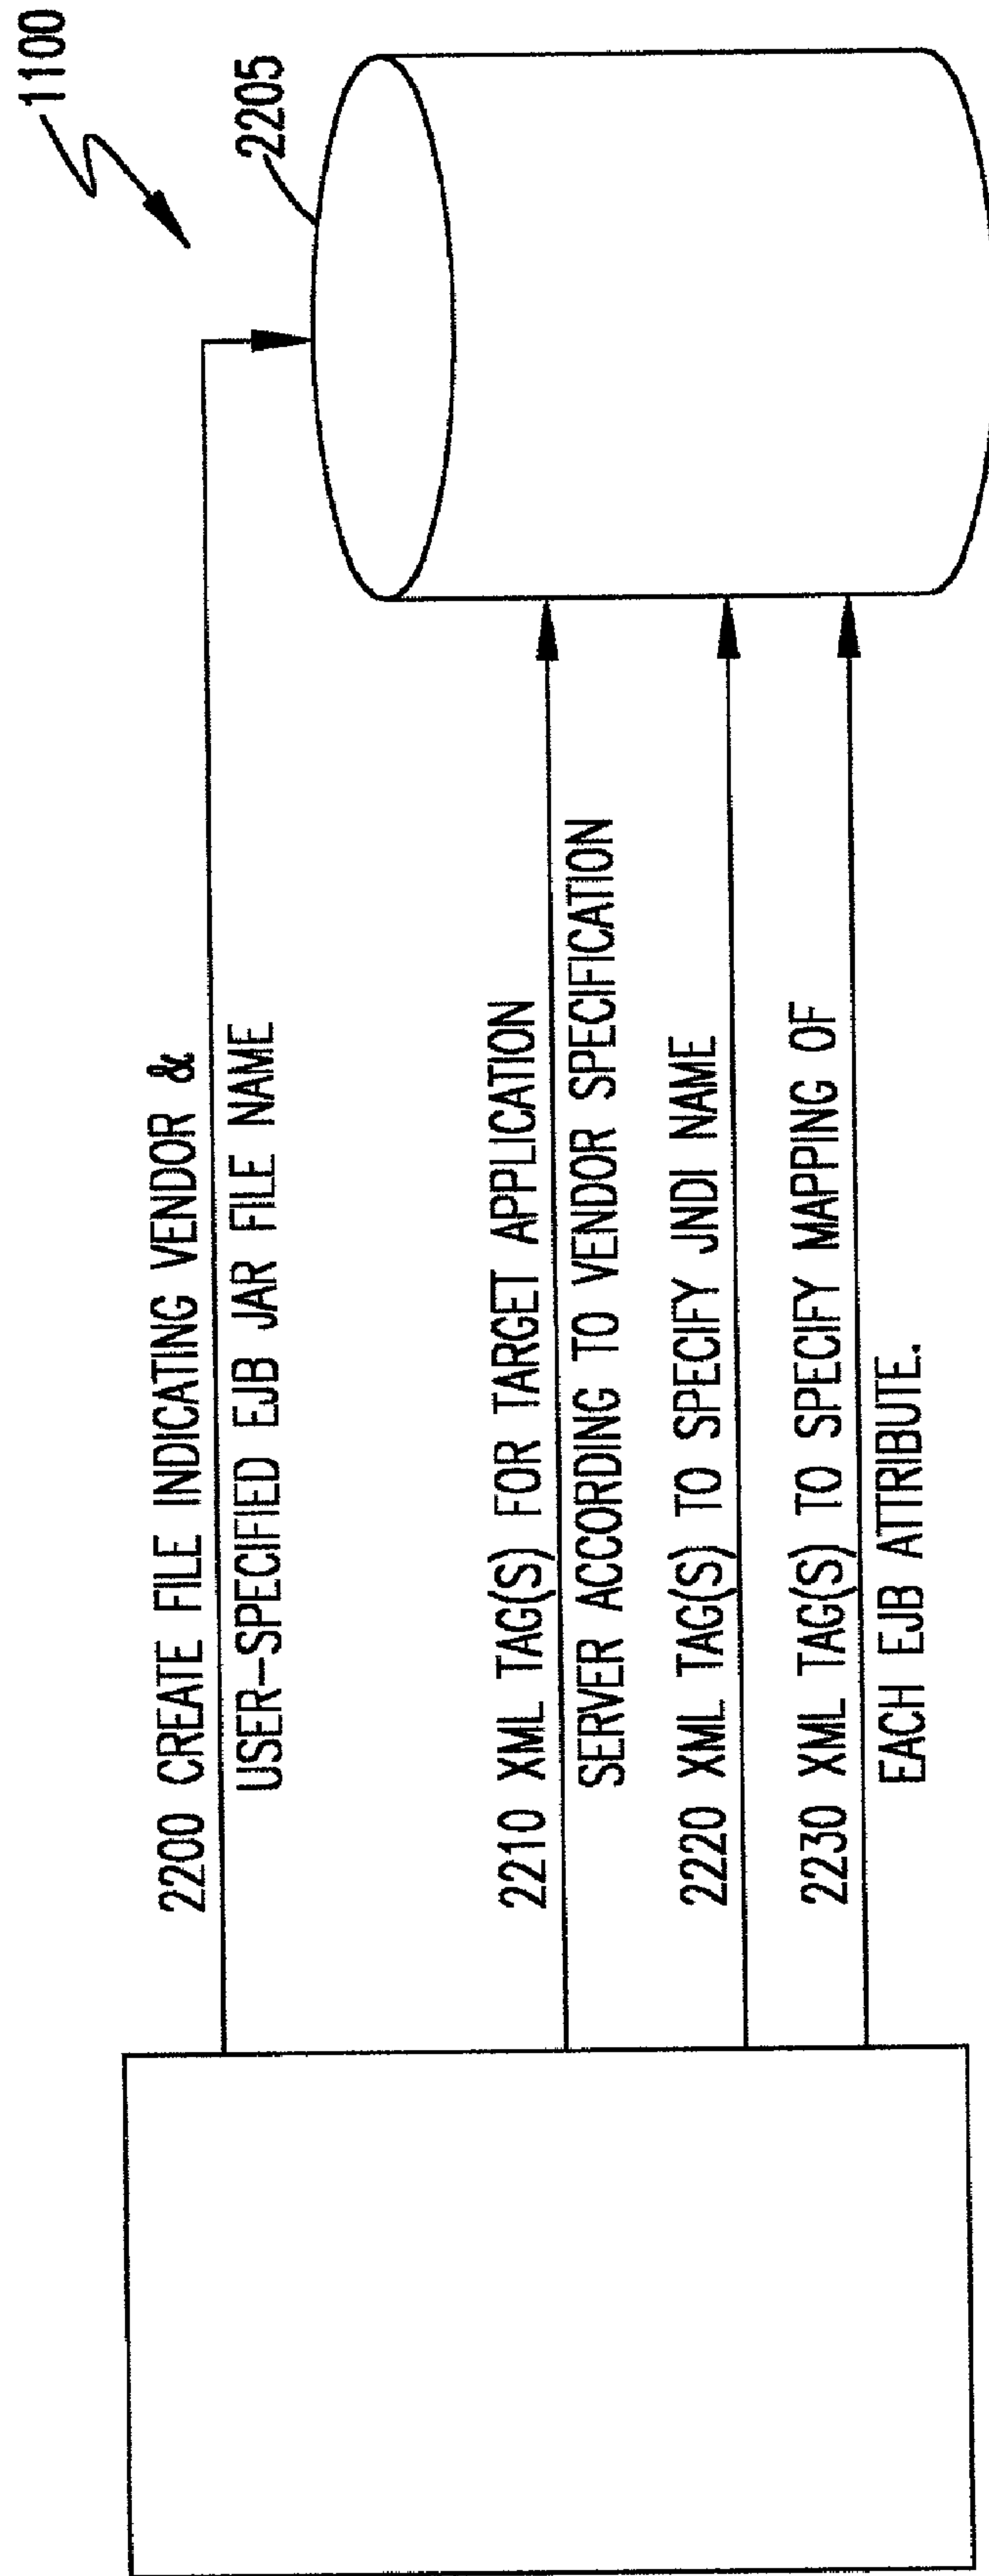 1100
2205
2200 CREATE FILE INDICATING VENDOR &
USER-SPECIFIED EJB JAR FILE NAME
2210 XML TAG(S) FOR TARGET APPLICATION
SERVER ACCORDING TO VENDOR SPECIFICATION
2220 XML TAG(S) TO SPECIFY JNDI NAME
2230 XML TAG(S) TO SPECIFY MAPPING OF
EACH EJB ATTRIBUTE.